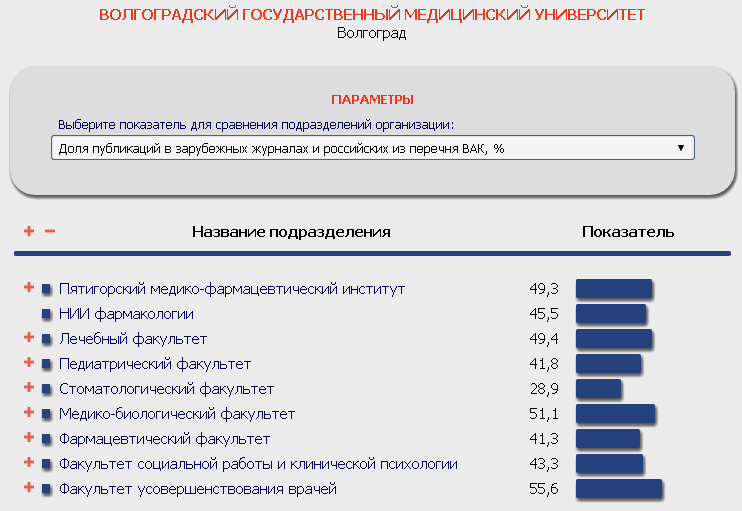 ВОЛГОГРАДСКИЙ ГОСУДАРСТВЕННЫЙ МЕДИЦИНСКИЙ УНИВЕРСИТЕТ
Волгоград
ПАРАМЕТРЫ
Выберите показатель для сравнения подразделений организации:
Доля публикаций в зарубежных журналах и российских из перечня ВАК, %
Название подразделения Показатель
Пятигорский медико-фармацевтический институт 49,3
НИИ фармакологии 45,5
Лечебный факультет 49,4
Педиатрический факультет 41,8
Стоматологический факультет 28,9
Медико-биологический факультет 51,1
Фармацевтический факультет 41,3
Факультет социальной работы и клинической психологии 43,3
Факультет усовершенствования врачей 55,6